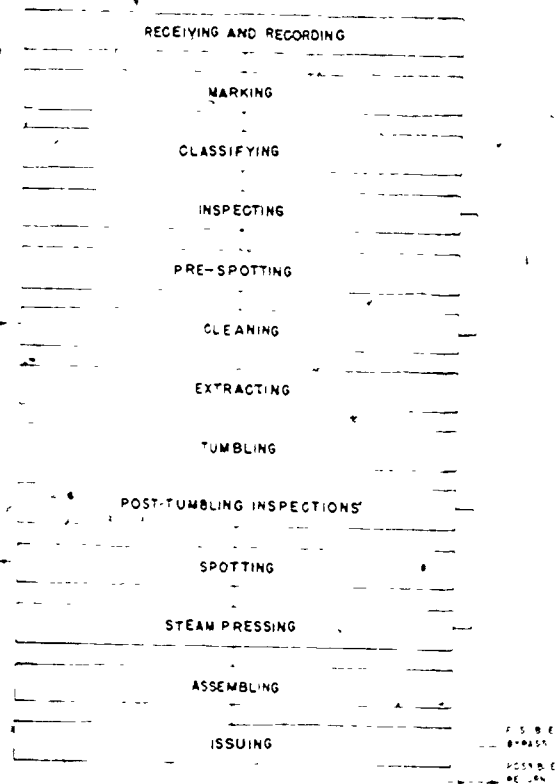 RECEIVING AND RECORDING
MARKING
CLASSIFYING
INSPECTING
PRE-SPOTTING
CLEANING
EXTRACTING
TUMBLING
POST-TUMBLING INSPECTIONS
SPOTTING
STEAM PRESSING
ASSEMBLING
ISSUING
BYPASS